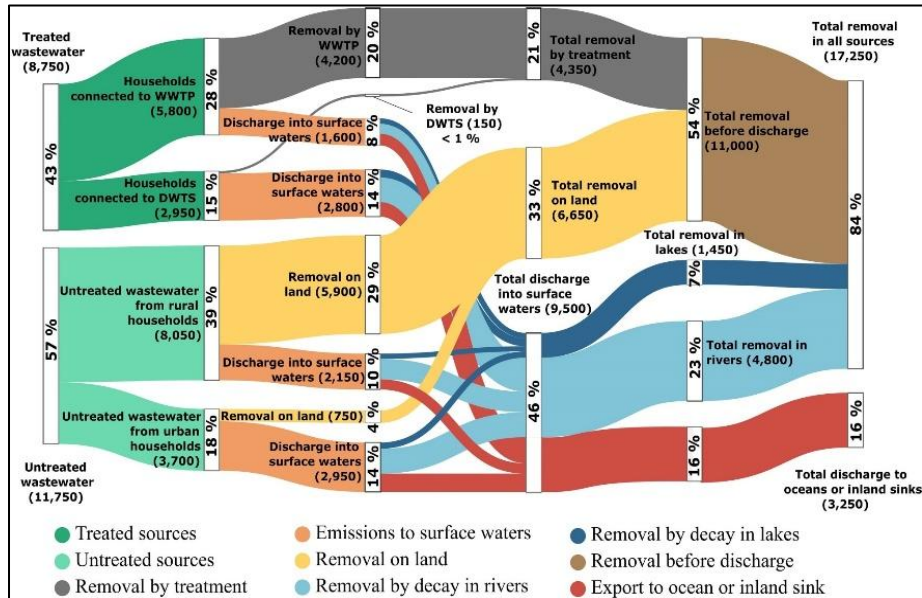 Treated wastewater
(8,750)
43 %
57 %
Untreated
wastewater
(11,750)
Households
connected to WWTP
(5,800)
28 %
Households
connected to DWTS
(2,950)
15 %
Untreated wastewater
from rural
households
(8,050)
39 %
Untreated
wastewater
from urban
households
(3,700)
18 %
Removal by
WWTP
(4,200)
20 %
Discharge into surface
waters (1,600)
8 %
Removal by
DWTS (150)
< 1 %
Discharge into
surface waters
(2,800)
14 %
Removal on
land
(5,900)
29 %
Discharge into surface
waters (2,150)
10 %
Removal on land (750)
4 %
Discharge into
surface waters
(2,950)
14 %
21 %
Total removal
by treatment
(4,350)
33 %
Total removal
on land
(6,650)
Total discharge
into surface
waters (9,500)
46 %
54 %
Total removal
before discharge
(11,000)
Total removal in
lakes (1,450)
7%
Total removal in
rivers (4,800)
23 %
16 %
Total removal
in all sources
(17,250)
84 %
16 %
Total discharge to
oceans or inland sinks
(3,250)
Treated sources
Untreated sources
Removal by treatment
Emissions to surface waters
Removal on land
Removal by decay in rivers
Removal by decay in lakes
Removal before discharge
Export to ocean or inland sink